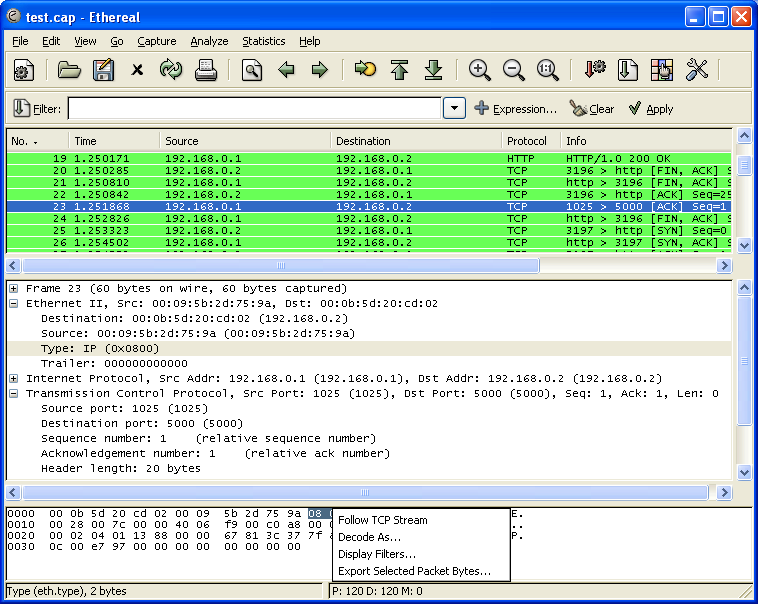 test.cap - Ethereal
File Edit View Go Capture Analyze Statistics Help
Filter: Expression... Clear Apply
No. . Time Source Destination Protocol Info
19 1.250171 192.168.0.1 192.168.0.2 HTTP HTTP/1.0 200 OK
20 1.250285 192.168.0.2 192.168.0.1 TCP 3196 > http [FIN, ACK] S
21 1.250810 192.168.0.2 192.168.0.1 TCP 3196 > http [FIN, ACK] S
22 1.250842 192.168.0.1 192.168.0.2 TCP http > 3196 [FIN, ACK] Seq=25
23 1.251868 192.168.0.1 192.168.0.2 TCP 1025 > 5000 [ACK] Seq=1
24 1.252826 192.168.0.1 192.168.0.2 TCP http > 3196 [FIN, ACK] S
25 1.253323 192.168.0.2 192.168.0.1 TCP 3197 > http [SYN] Seq=0
26 1.254502 192.168.0.1 192.168.0.2 TCP http > 3197 [SYN, ACK] S
Frame 23 (60 bytes on wire, 60 bytes captured)
Ethernet II, Src: 00:09:5b:2d:75:9a, Dst: 00:0b:5d:20:cd:02
Destination: 00:0b:5d:20:cd:02 (192.168.0.2)
Source: 00:09:5b:2d:75:9a (00:09:5b:2d:75:9a)
Type: IP (0x0800)
Trailer: 000000000000
Internet Protocol, Src Addr: 192.168.0.1 (192.168.0.1), Dst Addr: 192.168.0.2 (192.168.0.2)
Transmission Control Protocol, Src Port: 1025 (1025), Dst Port: 5000 (5000), Seq: 1, Ack: 1, Len: 0
Source port: 1025 (1025)
Destination port: 5000 (5000)
Sequence number: 1 (relative sequence number)
Acknowledgement number: 1 (relative ack number)
Header length: 20 bytes
0000 00 0b 5d 20 cd 02 00 09 5b 2d 75 9a 08 E.
0010 00 28 00 7c 00 00 40 06 f9 00 c0 a8 00 ..
0020 00 02 04 01 13 88 00 00 67 81 3c 37 7f P.
0030 0c 00 e7 97 00 00 00 00 00 00 00 00
Follow TCP Stream
Decode As...
Display Filters...
Export Selected Packet Bytes...
Type (eth.type), 2 bytes P: 120 D: 120 M: 0